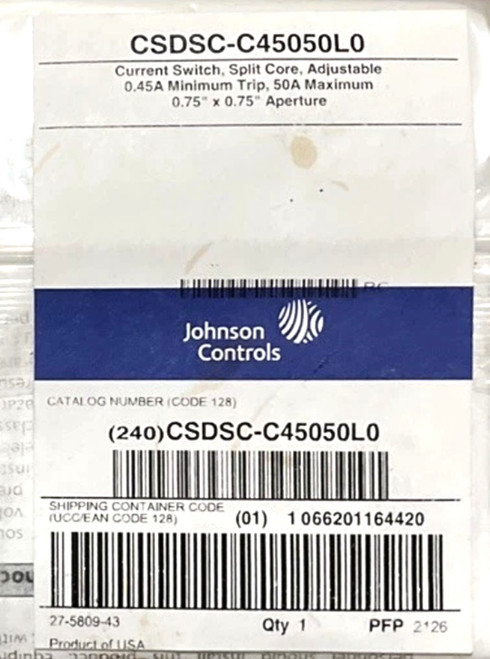 CSDSC-C45050L0
Current Switch, Split Core, Adjustable
0.45A Minimum Trip, 50A Maximum
0.75" x 0.75" Aperture
Johnson
Controls
CATALOG NUMBER (CODE 128)
(240)CSDSC-C45050L0
SHIPPING CONTAINER CODE
(UCC/EAN CODE 128) (01) 1 066201164420
27-5809-43 Qty 1 PFP 2126
Product of USA